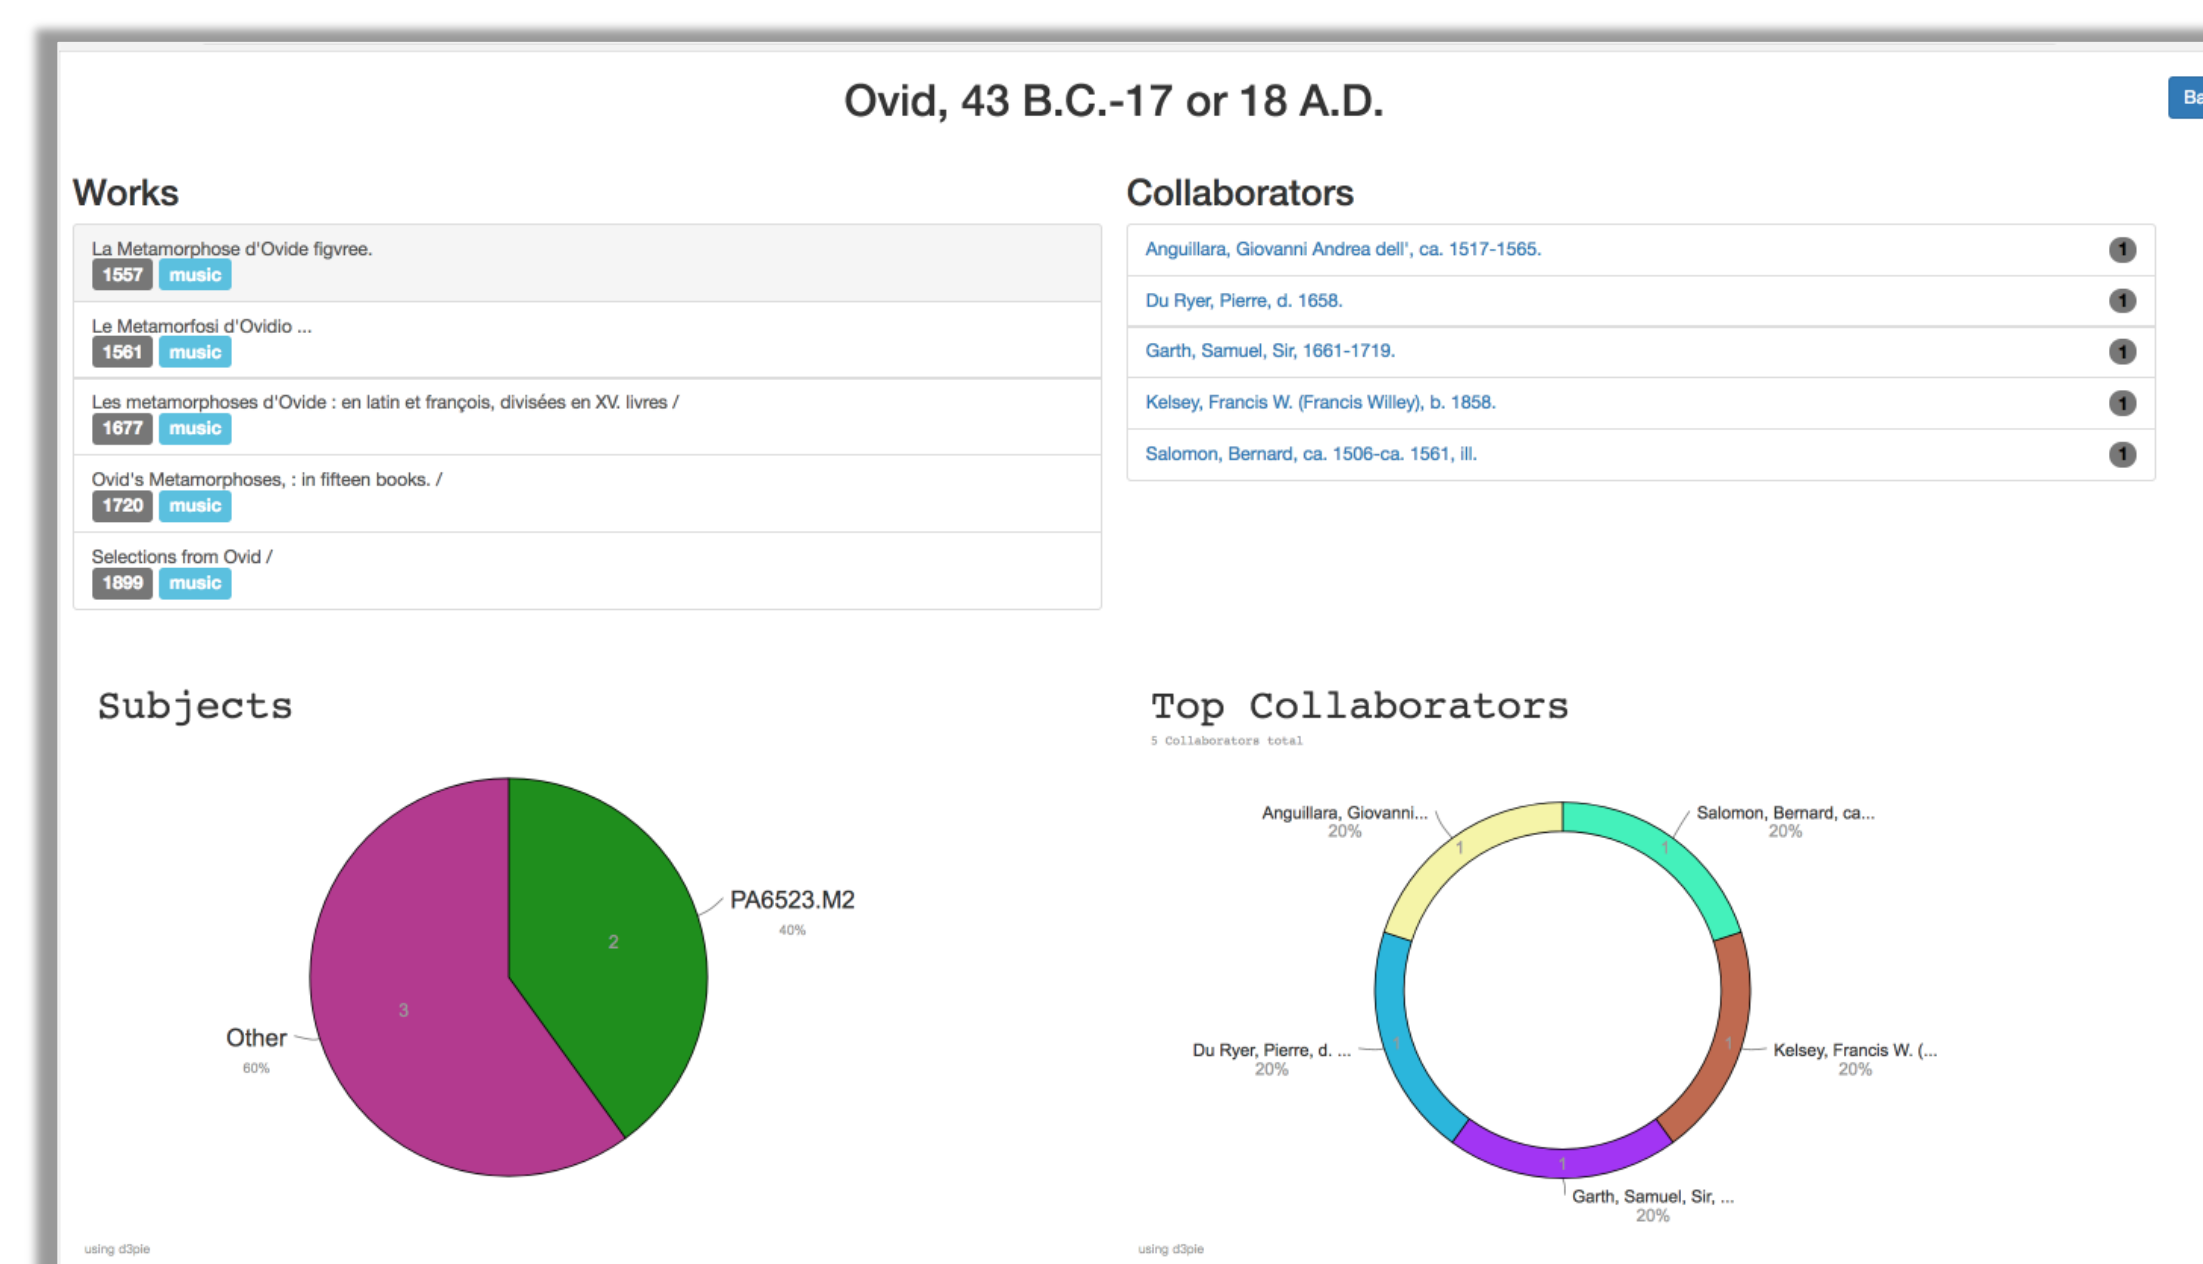 Ovid, 43 B.C.-17 or 18 A.D.
Works
La Metamorphose d'Ovide figvree.
1557 music
Le Metamorfosi d'Ovidio ...
1561 music
Les metamorphoses d'Ovide : en latin et françois, divisées en XV. livres /
1677 music
Ovid's Metamorphoses, : in fifteen books. /
1720 music
Selections from Ovid /
1899 music
Collaborators
Anguillara, Giovanni Andrea dell', ca. 1517-1565. 1
Du Ryer, Pierre, d. 1658. 1
Garth, Samuel, Sir, 1661-1719. 1
Kelsey, Francis W. (Francis Willey), b. 1858. 1
Salomon, Bernard, ca. 1506-ca. 1561, ill. 1
Subjects
PA6523.M2
40%
2
3
Other
60%
using d3pie
Top Collaborators
5 Collaborators total
Anguillara, Giovanni...
20%
1
Salomon, Bernard, ca...
20%
1
Du Ryer, Pierre, d. ...
20%
1
Kelsey, Francis W. (...
20%
1
1
Garth, Samuel, Sir, ...
20%
using d3pie